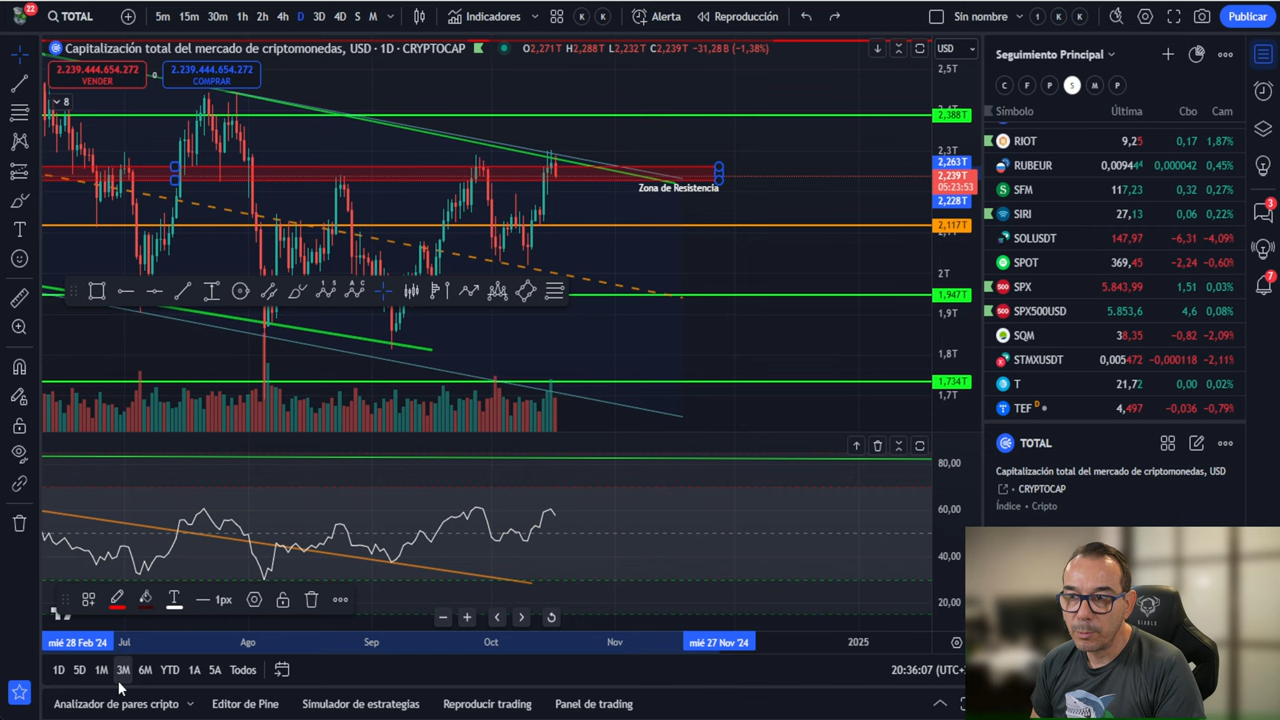 22
TOTAL
5m 15m 30m 1h 2h 4h D 3D 4D S M
Indicadores
K K
Alerta
Reproducción
Sin nombre
1 K K
Publicar
Capitalización total del mercado de criptomonedas, USD · 1D · CRYPTOCAP
O2,271T H2,288T L2,232T C2,239T −31,28B (−1,38%)
USD
2.239.444.654.272
VENDER
0
2.239.444.654.272
COMPRAR
8
Zona de Resistencia
2,5T
2,388T
2,3T
2,263T
2,239T
05:23:53
2,228T
2,117T
2T
1,947T
1,9T
1,8T
1,734T
1,7T
80,00
60,00
40,00
20,00
1px
mié 28 Feb '24
Jul
Ago
Sep
Oct
Nov
mié 27 Nov '24
2025
1D 5D 1M 3M 6M YTD 1A 5A Todos
20:36:07 (UTC+
Analizador de pares cripto
Editor de Pine
Simulador de estrategias
Reproducir trading
Panel de trading
Seguimiento Principal
C F P S M P
Símbolo Última Cbo Cam
RIOT 9,25 0,17 1,87%
RUBEUR 0,00944 0,000042 0,45%
SFM 117,23 0,32 0,27%
SIRI 27,13 0,06 0,22%
SOLUSDT 147,97 −6,31 −4,09%
SPOT 369,45 −2,24 −0,60%
SPX 5.843,99 1,51 0,03%
SPX500USD 5.853,6 4,6 0,08%
SQM 38,35 −0,82 −2,09%
STMXUSDT 0,005472 −0,000118 −2,11%
T 21,72 0,00 0,02%
TEF D 4,497 −0,036 −0,79%
TOTAL
Capitalización total del mercado de criptomonedas, USD
CRYPTOCAP
Índice • Cripto
3
7
DIABLO